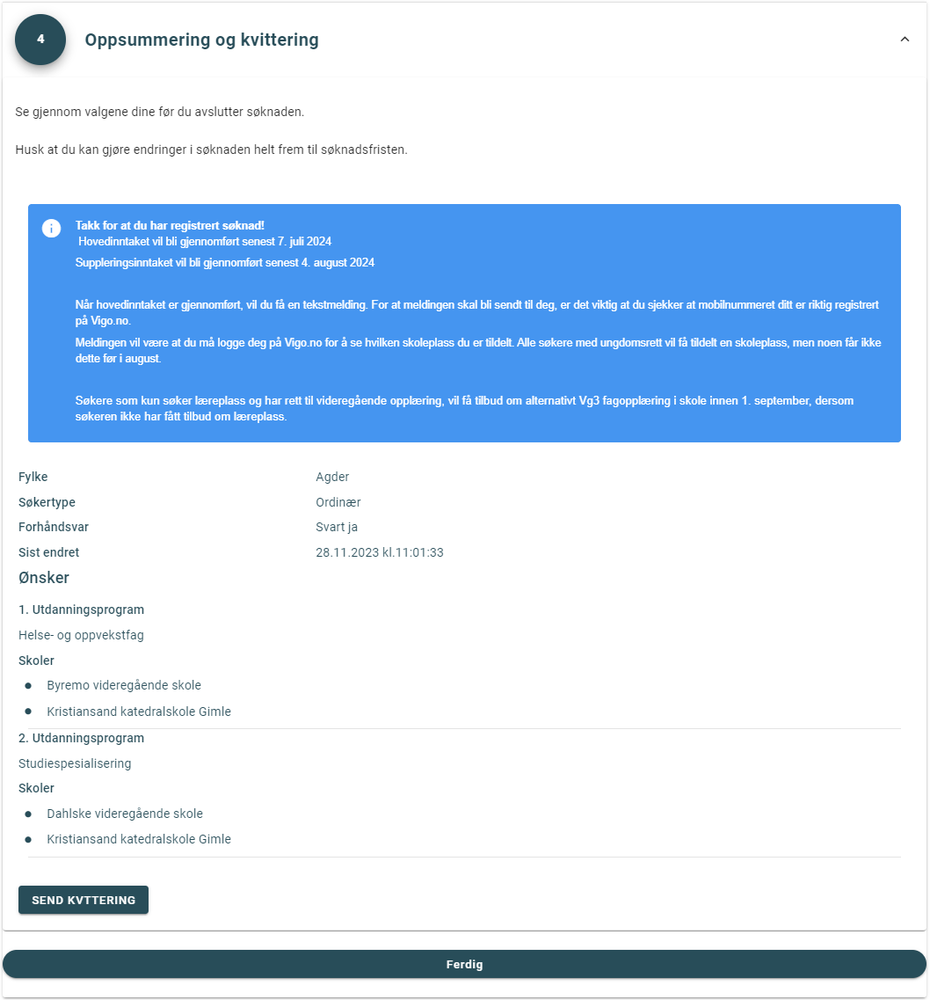 4
Oppsummering og kvittering
Se gjennom valgene dine før du avslutter søknaden.
Husk at du kan gjøre endringer i søknaden helt frem til søknadsfristen.
Takk for at du har registrert søknad!
Hovedinntaket vil bli gjennomført senest 7. juli 2024
Suppleringsinntaket vil bli gjennomført senest 4. august 2024
Når hovedinntaket er gjennomført, vil du få en tekstmelding. For at meldingen skal bli sendt til deg, er det viktig at du sjekker at mobilnummeret ditt er riktig registrert
på Vigo.no.
Meldingen vil være at du må logge deg på Vigo.no for å se hvilken skoleplass du er tildelt. Alle søkere med ungdomsrett vil få tildelt en skoleplass, men noen får ikke
dette før i august.
Søkere som kun søker læreplass og har rett til videregående opplæring, vil få tilbud om alternativt Vg3 fagopplæring i skole innen 1. september, dersom
søkeren ikke har fått tilbud om læreplass.
Fylke Agder
Søkertype Ordinær
Forhåndsvar Svart ja
Sist endret 28.11.2023 kl.11:01:33
Ønsker
1. Utdanningsprogram
Helse- og oppvekstfag
Skoler
Byremo videregående skole
Kristiansand katedralskole Gimle
2. Utdanningsprogram
Studiespesialisering
Skoler
Dahlske videregående skole
Kristiansand katedralskole Gimle
SEND KVTTERING
Ferdig